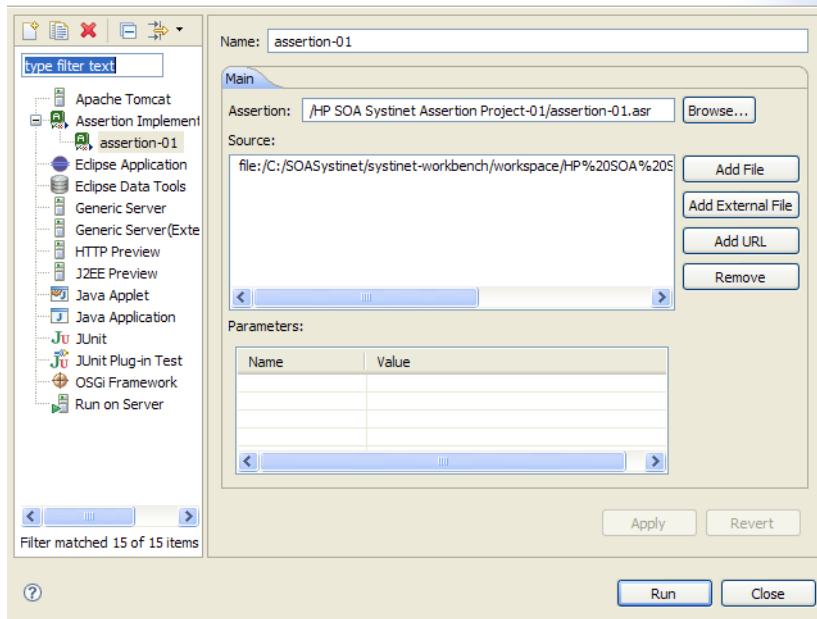 type filter text
Apache Tomcat
Assertion Implement
assertion-01
Eclipse Application
Eclipse Data Tools
Generic Server
Generic Server(Exte
HTTP Preview
J2EE Preview
Java Applet
Java Application
JUnit
JUnit Plug-in Test
OSGi Framework
Run on Server
Filter matched 15 of 15 items
Name: assertion-01
Main
Assertion: /HP SOA Systinet Assertion Project-01/assertion-01.asr Browse...
Source:
file:/C:/SOASystinet/systinet-workbench/workspace/HP%20SOA%20S
Add File
Add External File
Add URL
Remove
Parameters:
Name Value
Apply Revert
Run Close